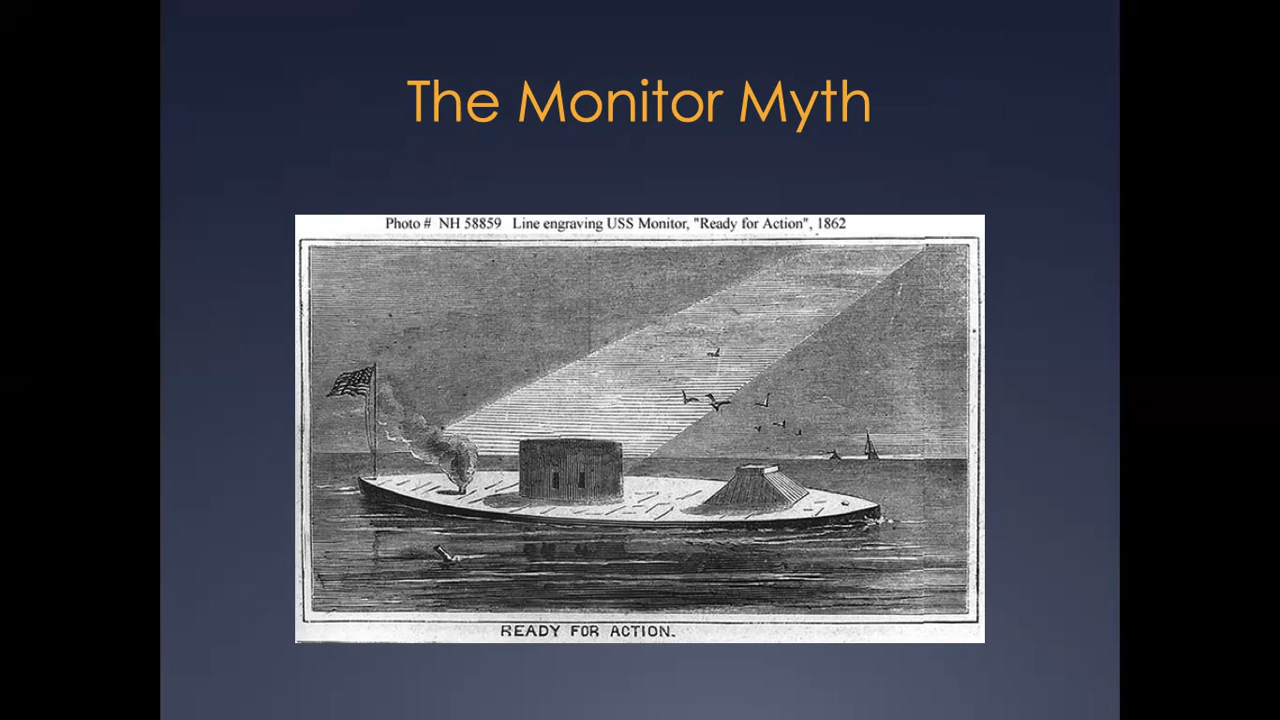 The Monitor Myth
Photo # NH 58859 Line engraving USS Monitor, "Ready for Action", 1862
READY FOR ACTION.